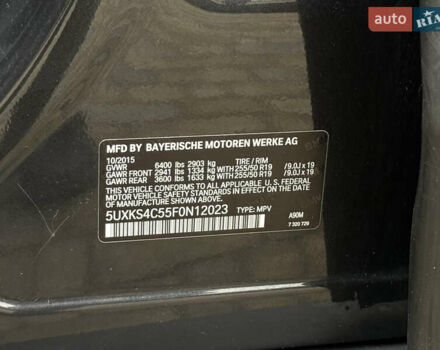 auto RIA
MFD BY BAYERISCHE MOTOREN WERKE AG
10/2015
GVWR 6400 lbs 2903 kg TIRE / RIM
GAWR FRONT 2941 lbs 1334 kg WITH 255/50 R19 / 9.0J x 19
GAWR REAR 3600 lbs 1633 kg WITH 255/50 R19 / 9.0J x 19
THIS VEHICLE CONFORMS TO ALL APPLICABLE U. S. FEDERAL
MOTOR VEHICLE SAFETY STANDARDS IN EFFECT ON THE
DATE OF MANUFACTURE SHOWN ABOVE.
5UXKS4C55F0N12023 TYPE: MPV A90M
7 320 729